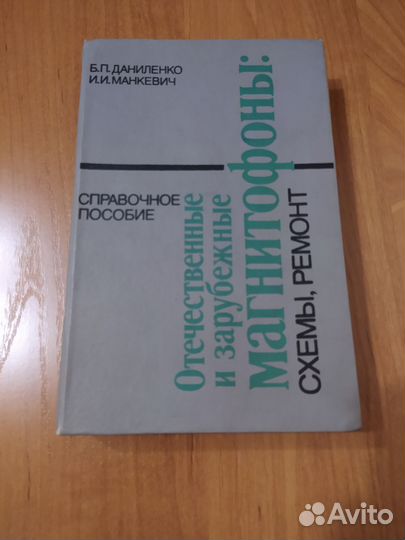 Б.П. ДАНИЛЕНКО
И.И. МАНКЕВИЧ
СПРАВОЧНОЕ
ПОСОБИЕ
Отечественные
и зарубежные
магнитофоны:
СХЕМЫ, РЕМОНТ
Avito